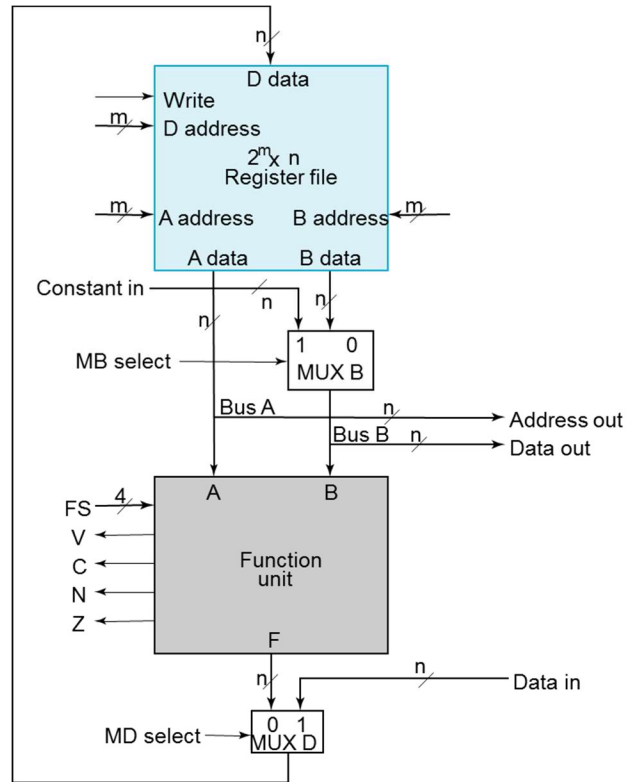 n
D data
Write
m
D address
2ᵐx n
Register file
m
A address
B address
m
A data
B data
Constant in
n
n
n
1 0
MUX B
MB select
Bus A
n
Address out
Bus B
n
Data out
FS
4
A
B
V
C
N
Z
Function
unit
F
n
n
Data in
0 1
MUX D
MD select